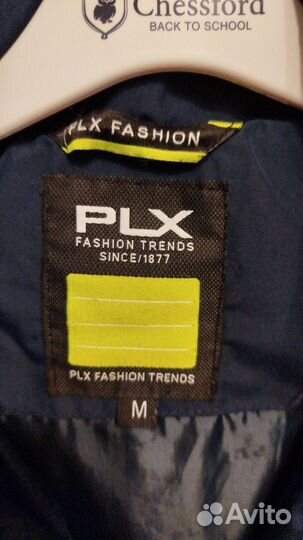 Chessford
BACK TO SCHOOL
PLX FASHION
PLX
FASHION TRENDS
SINCE/1877
PLX FASHION TRENDS
M
Avito